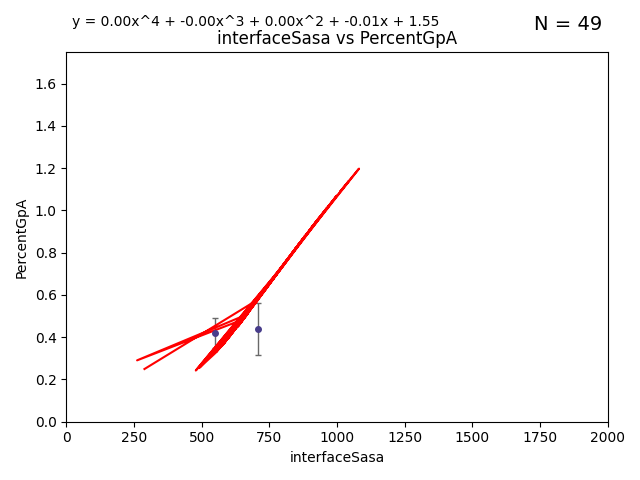 y = 0.00x^4 + -0.00x^3 + 0.00x^2 + -0.01x + 1.55
N = 49
interfaceSasa vs PercentGpA
PercentGpA
1.6
1.4
1.2
1.0
0.8
0.6
0.4
0.2
0.0
0 250 500 750 1000 1250 1500 1750 2000
interfaceSasa